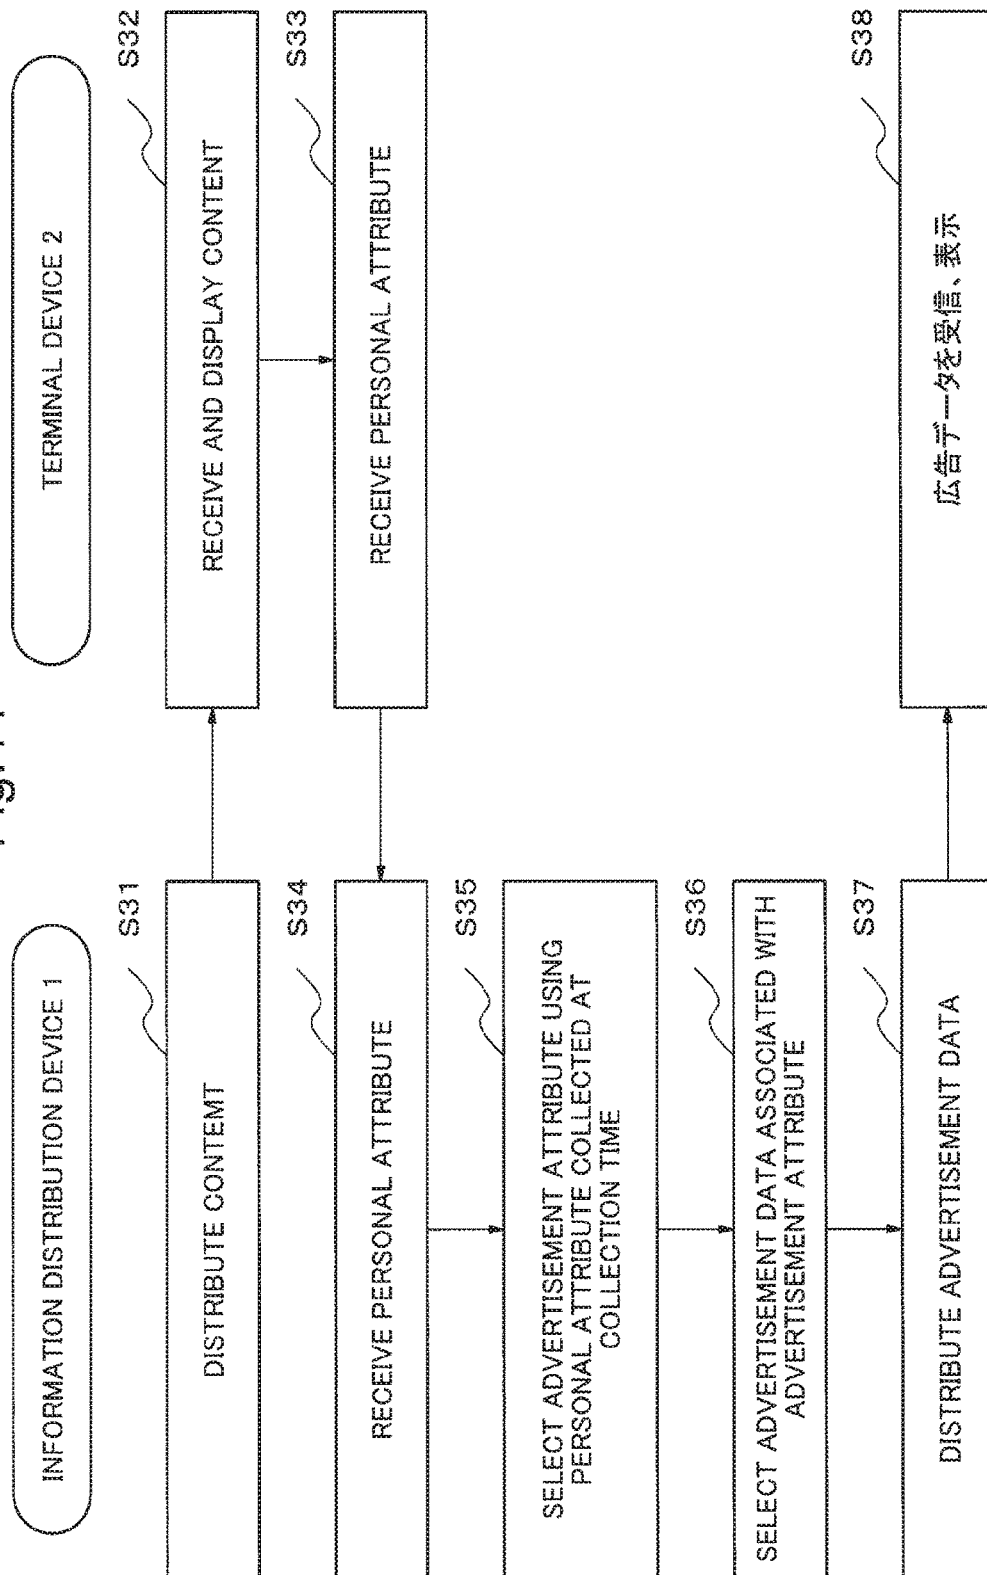 INFORMATION DISTRIBUTION DEVICE 1
TERMINAL DEVICE 2
S31
DISTRIBUTE CONTEMT
S32
RECEIVE AND DISPLAY CONTENT
S33
RECEIVE PERSONAL ATTRIBUTE
S34
RECEIVE PERSONAL ATTRIBUTE
S35
SELECT ADVERTISEMENT ATTRIBUTE USING
PERSONAL ATTRIBUTE COLLECTED AT
COLLECTION TIME
S36
SELECT ADVERTISEMENT DATA ASSOCIATED WITH
ADVERTISEMENT ATTRIBUTE
S37
DISTRIBUTE ADVERTISEMENT DATA
S38
広告データを受信、表示